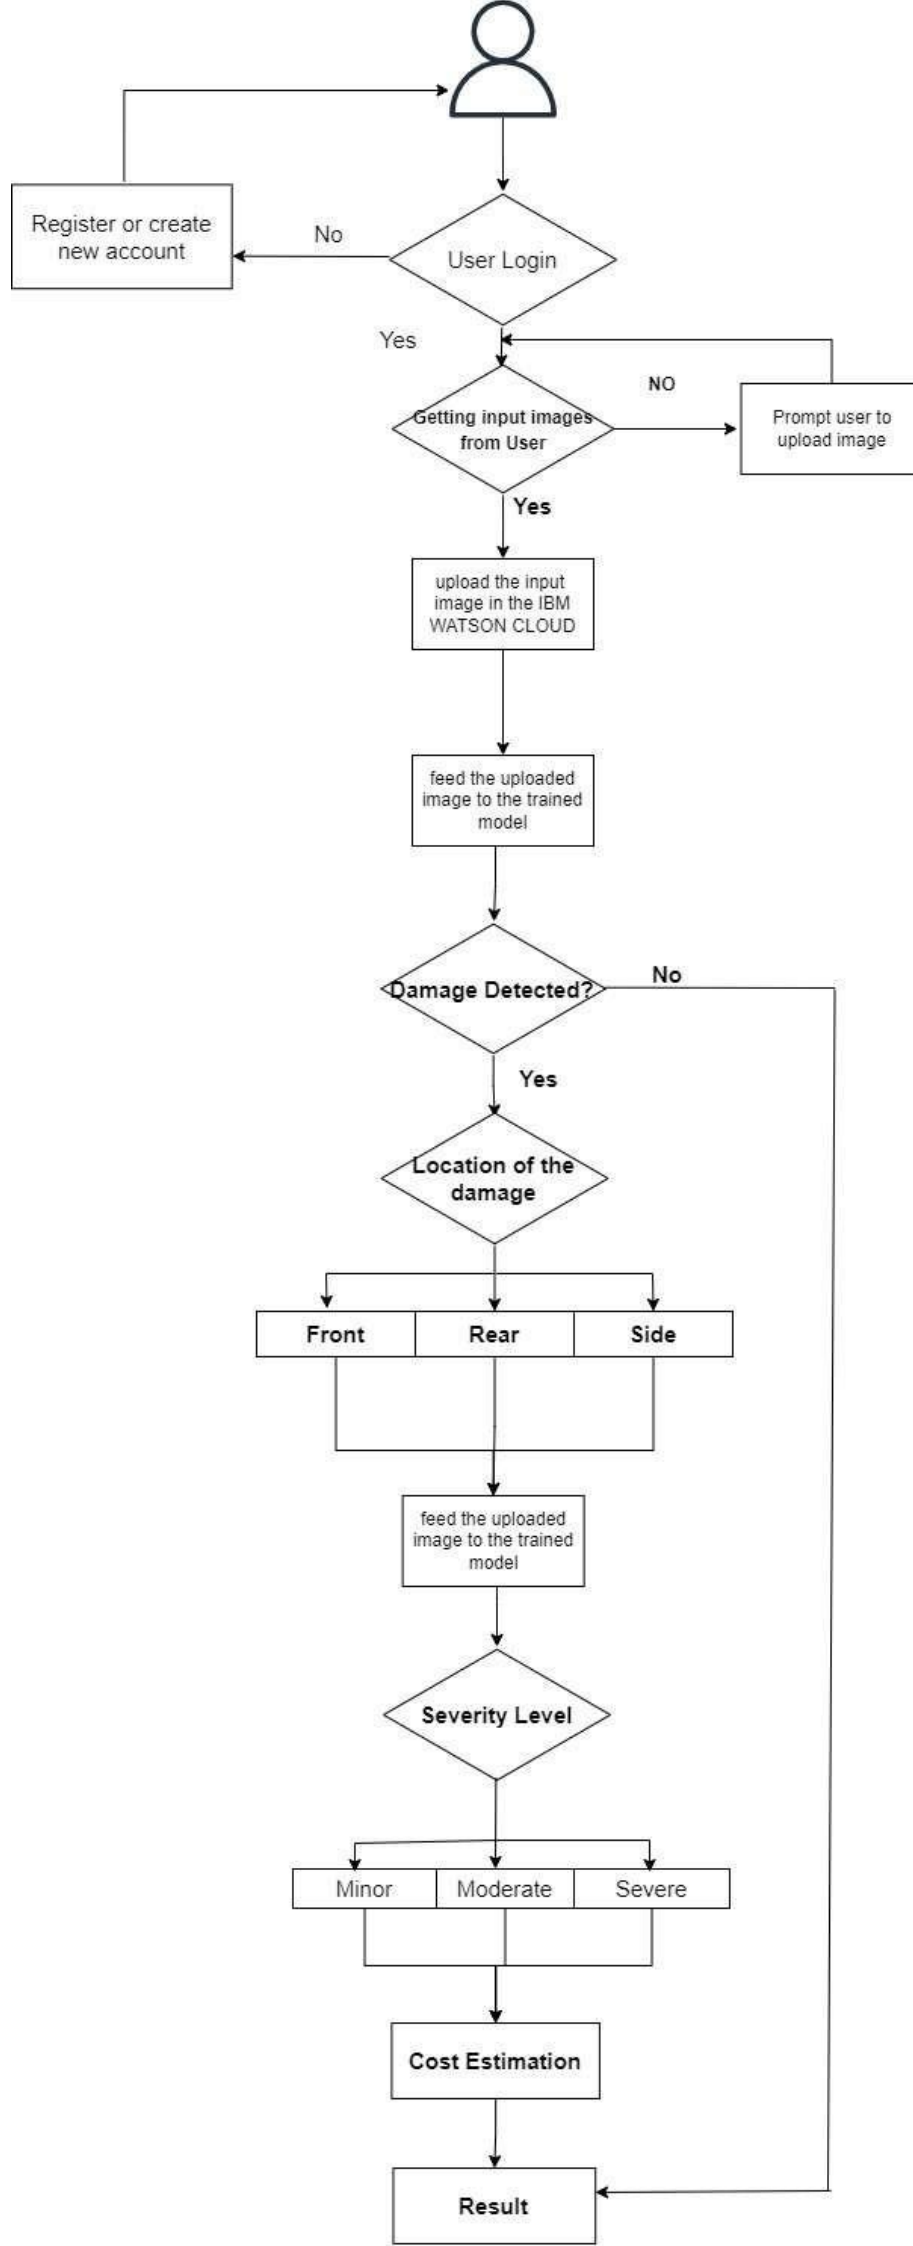 Register or create
new account
No
User Login
Yes
NO
Getting input images
from User
Prompt user to
upload image
Yes
upload the input
image in the IBM
WATSON CLOUD
feed the uploaded
image to the trained
model
Damage Detected?
No
Yes
Location of the
damage
Front
Rear
Side
feed the uploaded
image to the trained
model
Severity Level
Minor
Moderate
Severe
Cost Estimation
Result